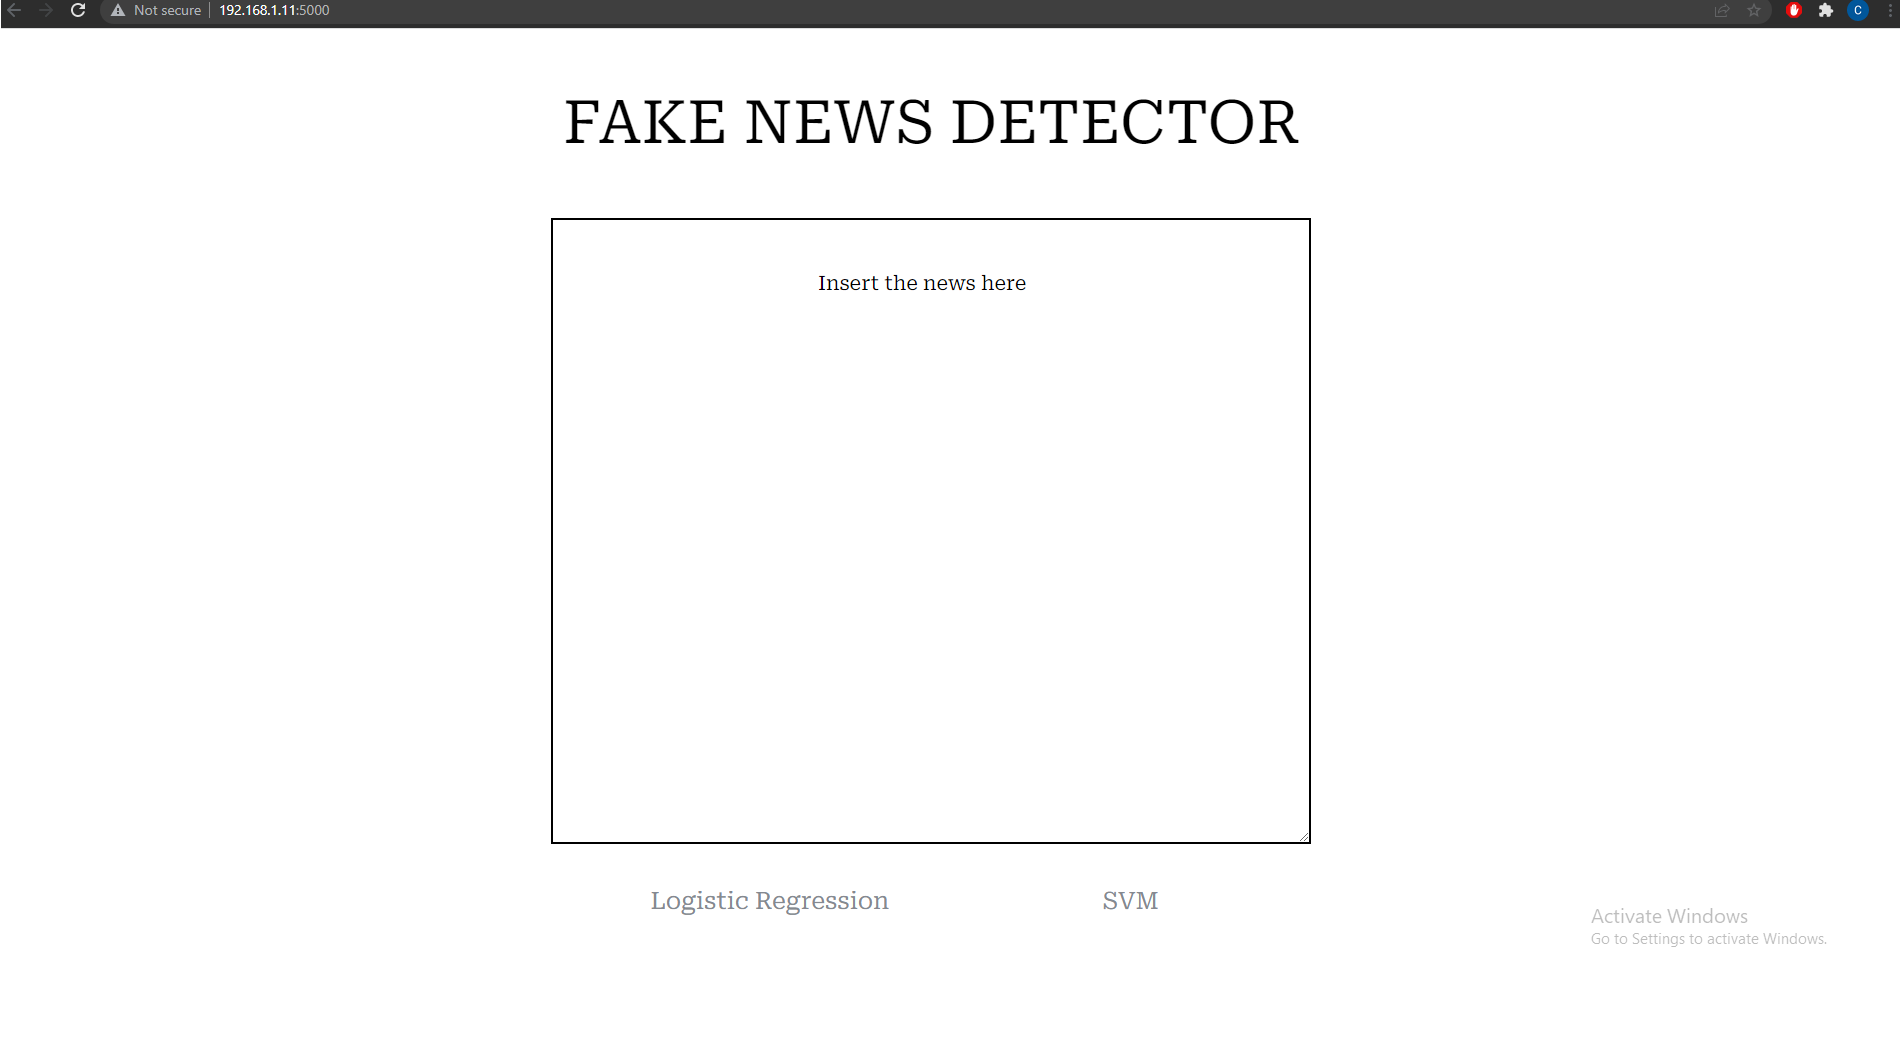 Not secure | 192.168.1.11:5000
C
FAKE NEWS DETECTOR
Insert the news here
Logistic Regression
SVM
Activate Windows
Go to Settings to activate Windows.